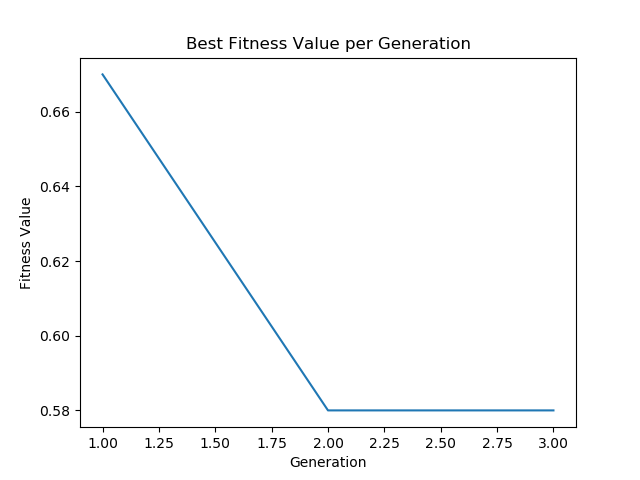 Best Fitness Value per Generation
0.66
0.64
0.62
0.60
0.58
Fitness Value
1.00 1.25 1.50 1.75 2.00 2.25 2.50 2.75 3.00
Generation